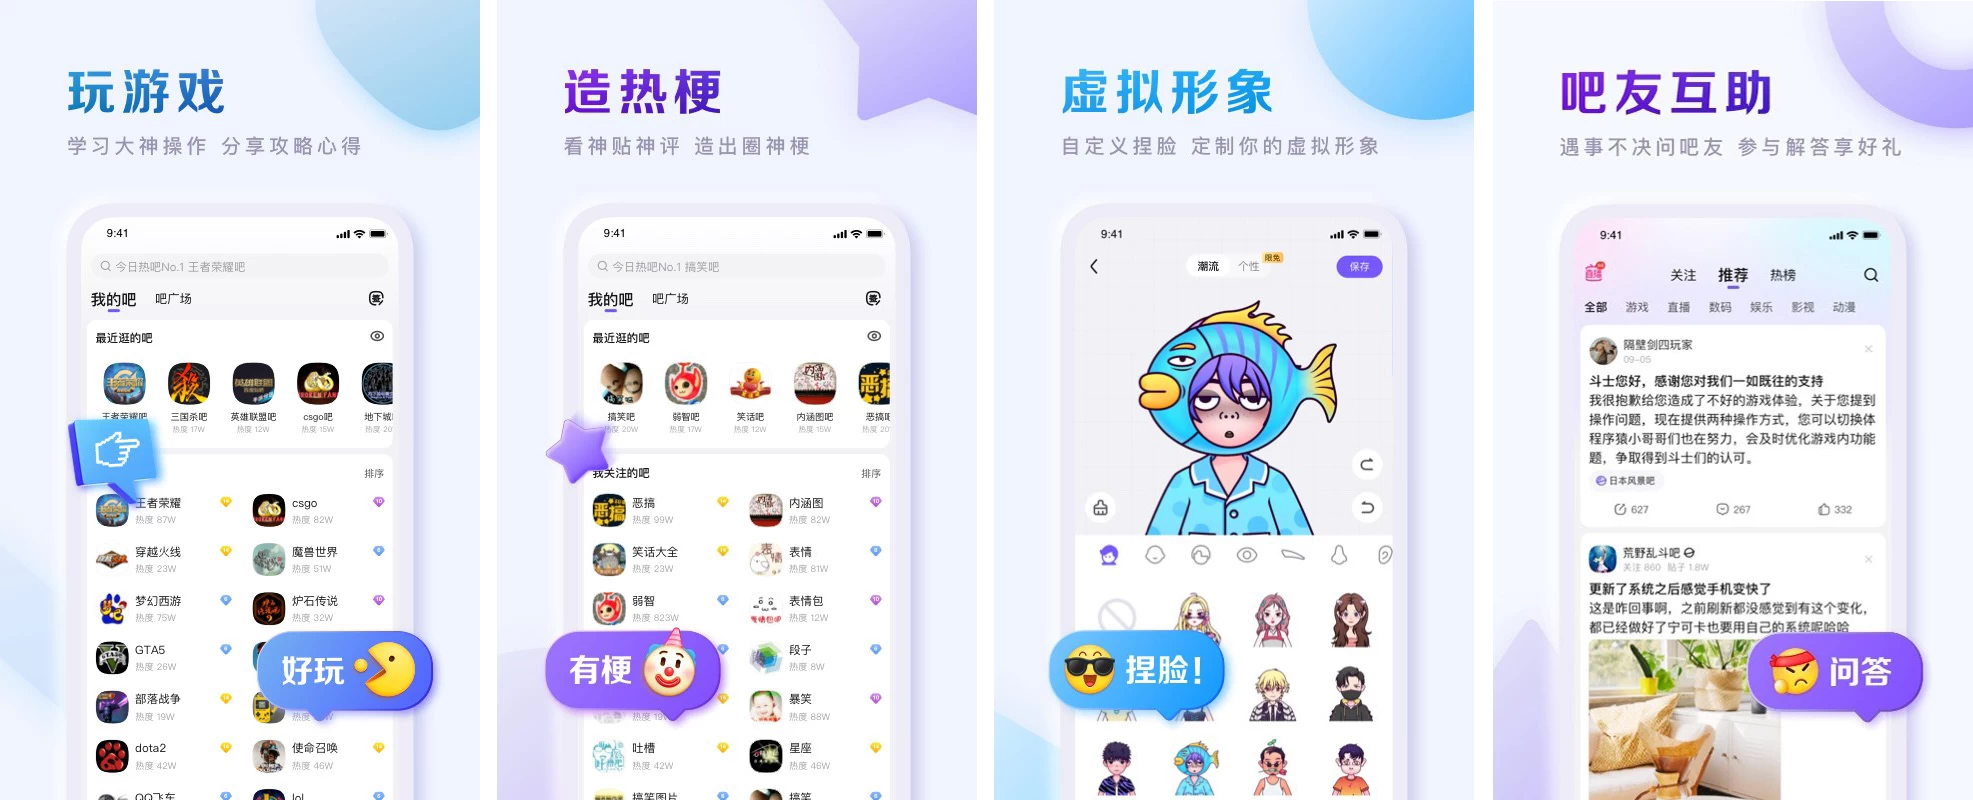 玩游戏
学习大神操作 分享攻略心得
9:41
今日热吧No.1 王者荣耀吧
我的吧 吧广场
最近逛的吧
王者荣耀吧 三国杀吧 英雄联盟吧 csgo吧 地下城
热度 17W 热度 12W 热度 15W 热度 20
排序
王者荣耀 csgo
热度 87W 热度 82W
穿越火线 魔兽世界
热度 23W 热度 51W
梦幻西游 炉石传说
热度 75W 热度 32W
GTA5
热度 26W
好玩
部落战争
热度 19W
dota2 使命召唤
热度 42W 热度 46W
QQ飞车 lol
造热梗
看神贴神评 造出圈神梗
9:41
今日热吧No.1 搞笑吧
我的吧 吧广场
最近逛的吧
搞笑吧 弱智吧 笑话吧 内涵图吧 恶搞吧
热度 20W 热度 17W 热度 12W 热度 15W 热度 20
我关注的吧 排序
恶搞 内涵图
热度 99W 热度 82W
笑话大全 表情
热度 23W 热度 81W
弱智 表情包
热度 823W 热度 12W
段子
热度 8W
有梗
暴笑
热度 19W 热度 88W
吐槽 星座
热度 42W 热度 46W
搞笑图片 搞笑
虚拟形象
自定义捏脸 定制你的虚拟形象
9:41
潮流 个性 限免 保存
捏脸!
吧友互助
遇事不决问吧友 参与解答享好礼
9:41
直播 关注 推荐 热榜
全部 游戏 直播 数码 娱乐 影视 动漫
隔壁剑四玩家
09-05
斗士您好,感谢您对我们一如既往的支持
我很抱歉给您造成了不好的游戏体验,关于您提到
操作问题,现在提供两种操作方式,您可以切换体
程序猿小哥哥们也在努力,会及时优化游戏内功能
题,争取得到斗士们的认可。
日本风景吧
627 267 332
荒野乱斗吧
关注 860 贴子 1.8W
更新了系统之后感觉手机变快了
这是咋回事啊,之前刷新都没感觉到有这个变化,
都已经做好了宁可卡也要用自己的系统呢哈哈
问答